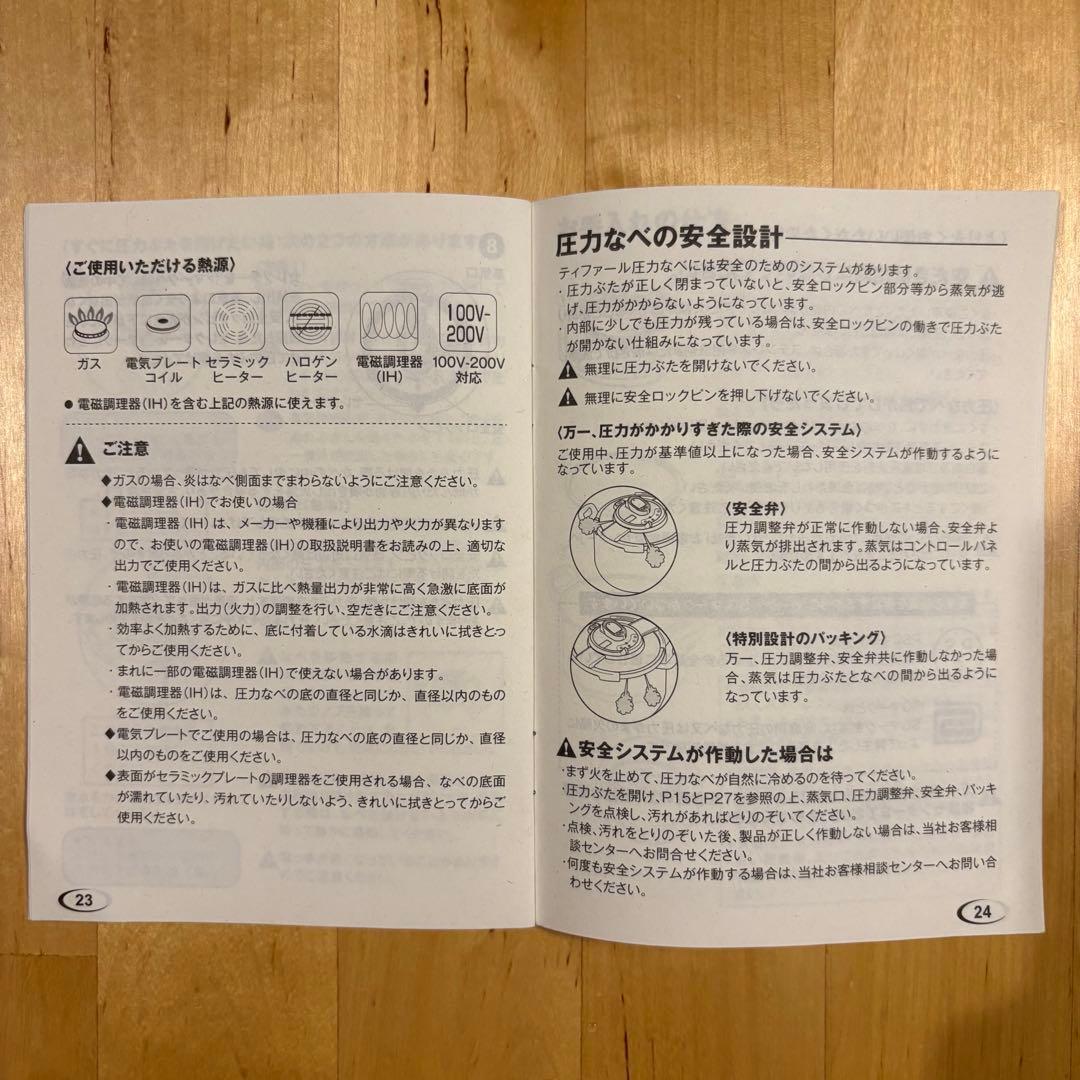 〈ご使用いただける熱源〉
100V-
200V
ガス
電気プレート
コイル
セラミック
ヒーター
ハロゲン
ヒーター
電磁調理器
(IH)
100V-200V
対応
● 電磁調理器(IH)を含む上記の熱源に使えます。
ご注意
◆ガスの場合、炎はなべ側面までまわらないようにご注意ください。
◆電磁調理器(IH)でお使いの場合
・電磁調理器(IH)は、メーカーや機種により出力や火力が異なります
ので、お使いの電磁調理器(IH)の取扱説明書をお読みの上、適切な
出力でご使用ください。
・電磁調理器(IH)は、ガスに比べ熱量出力が非常に高く急激に底面が
加熱されます。出力(火力)の調整を行い、空だきにご注意ください。
・効率よく加熱するために、底に付着している水滴はきれいに拭きとっ
てからご使用ください。
・まれに一部の電磁調理器(IH)で使えない場合があります。
・電磁調理器(IH)は、圧力なべの底の直径と同じか、直径以内のもの
をご使用ください。
◆電気プレートでご使用の場合は、圧力なべの底の直径と同じか、直径
以内のものをご使用ください。
◆表面がセラミックプレートの調理器をご使用される場合、なべの底面
が濡れていたり、汚れていたりしないよう、きれいに拭きとってからご
使用ください。
23
圧力なべの安全設計
ティファール圧力なべには安全のためのシステムがあります。
・圧力ぶたが正しく閉まっていないと、安全ロックピン部分等から蒸気が逃
げ、圧力がかからないようになっています。
・内部に少しでも圧力が残っている場合は、安全ロックピンの働きで圧力ぶた
が開かない仕組みになっています。
無理に圧力ぶたを開けないでください。
無理に安全ロックピンを押し下げないでください。
〈万一、圧力がかかりすぎた際の安全システム〉
ご使用中、圧力が基準値以上になった場合、安全システムが作動するように
なっています。
〈安全弁〉
圧力調整弁が正常に作動しない場合、安全弁よ
り蒸気が排出されます。蒸気はコントロールパネ
ルと圧力ぶたの間から出るようになっています。
〈特別設計のパッキング〉
万一、圧力調整弁、安全弁共に作動しなかった場
合、蒸気は圧力ぶたとなべの間から出るように
なっています。
安全システムが作動した場合は
・まず火を止めて、圧力なべが自然に冷めるのを待ってください。
・圧力ぶたを開け、P15とP27を参照の上、蒸気口、圧力調整弁、安全弁、パッキ
ングを点検し、汚れがあればとりのぞいてください。
・点検、汚れをとりのぞいた後、製品が正しく作動しない場合は、当社お客様相
談センターへお問合せください。
・何度も安全システムが作動する場合は、当社お客様相談センターへお問い合
わせください。
24